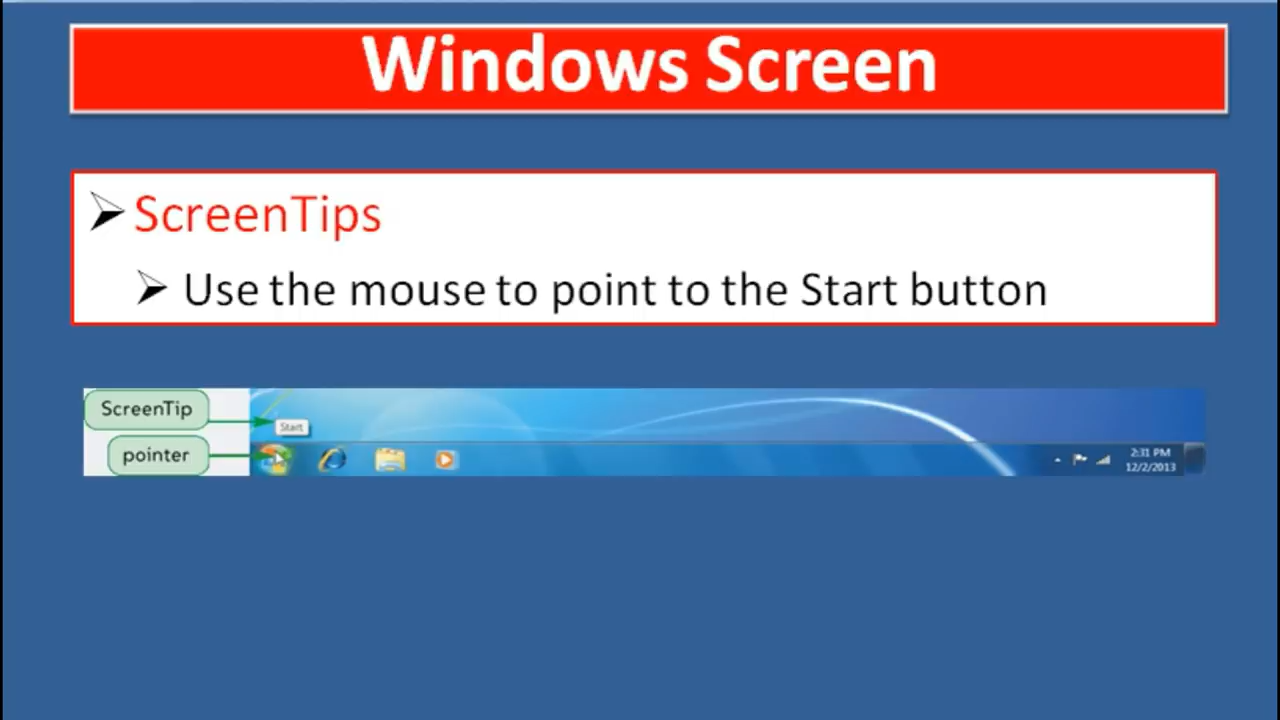 Windows Screen
ScreenTips
Use the mouse to point to the Start button
ScreenTip
Start
pointer
2:31 PM
12/2/2013